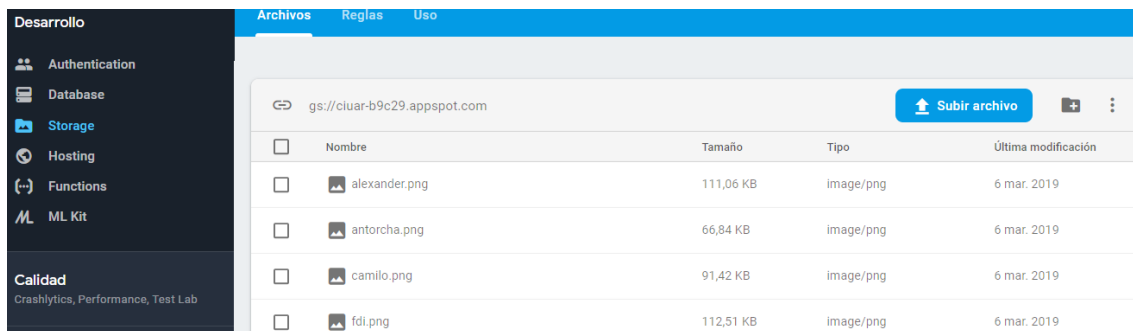 Desarrollo
Authentication
Database
Storage
Hosting
Functions
ML Kit
Calidad
Crashlytics, Performance, Test Lab
Archivos Reglas Uso
gs://ciuar-b9c29.appspot.com Subir archivo
Nombre Tamaño Tipo Última modificación
alexander.png 111,06 KB image/png 6 mar. 2019
antorcha.png 66,84 KB image/png 6 mar. 2019
camilo.png 91,42 KB image/png 6 mar. 2019
fdi.png 112,51 KB image/png 6 mar. 2019